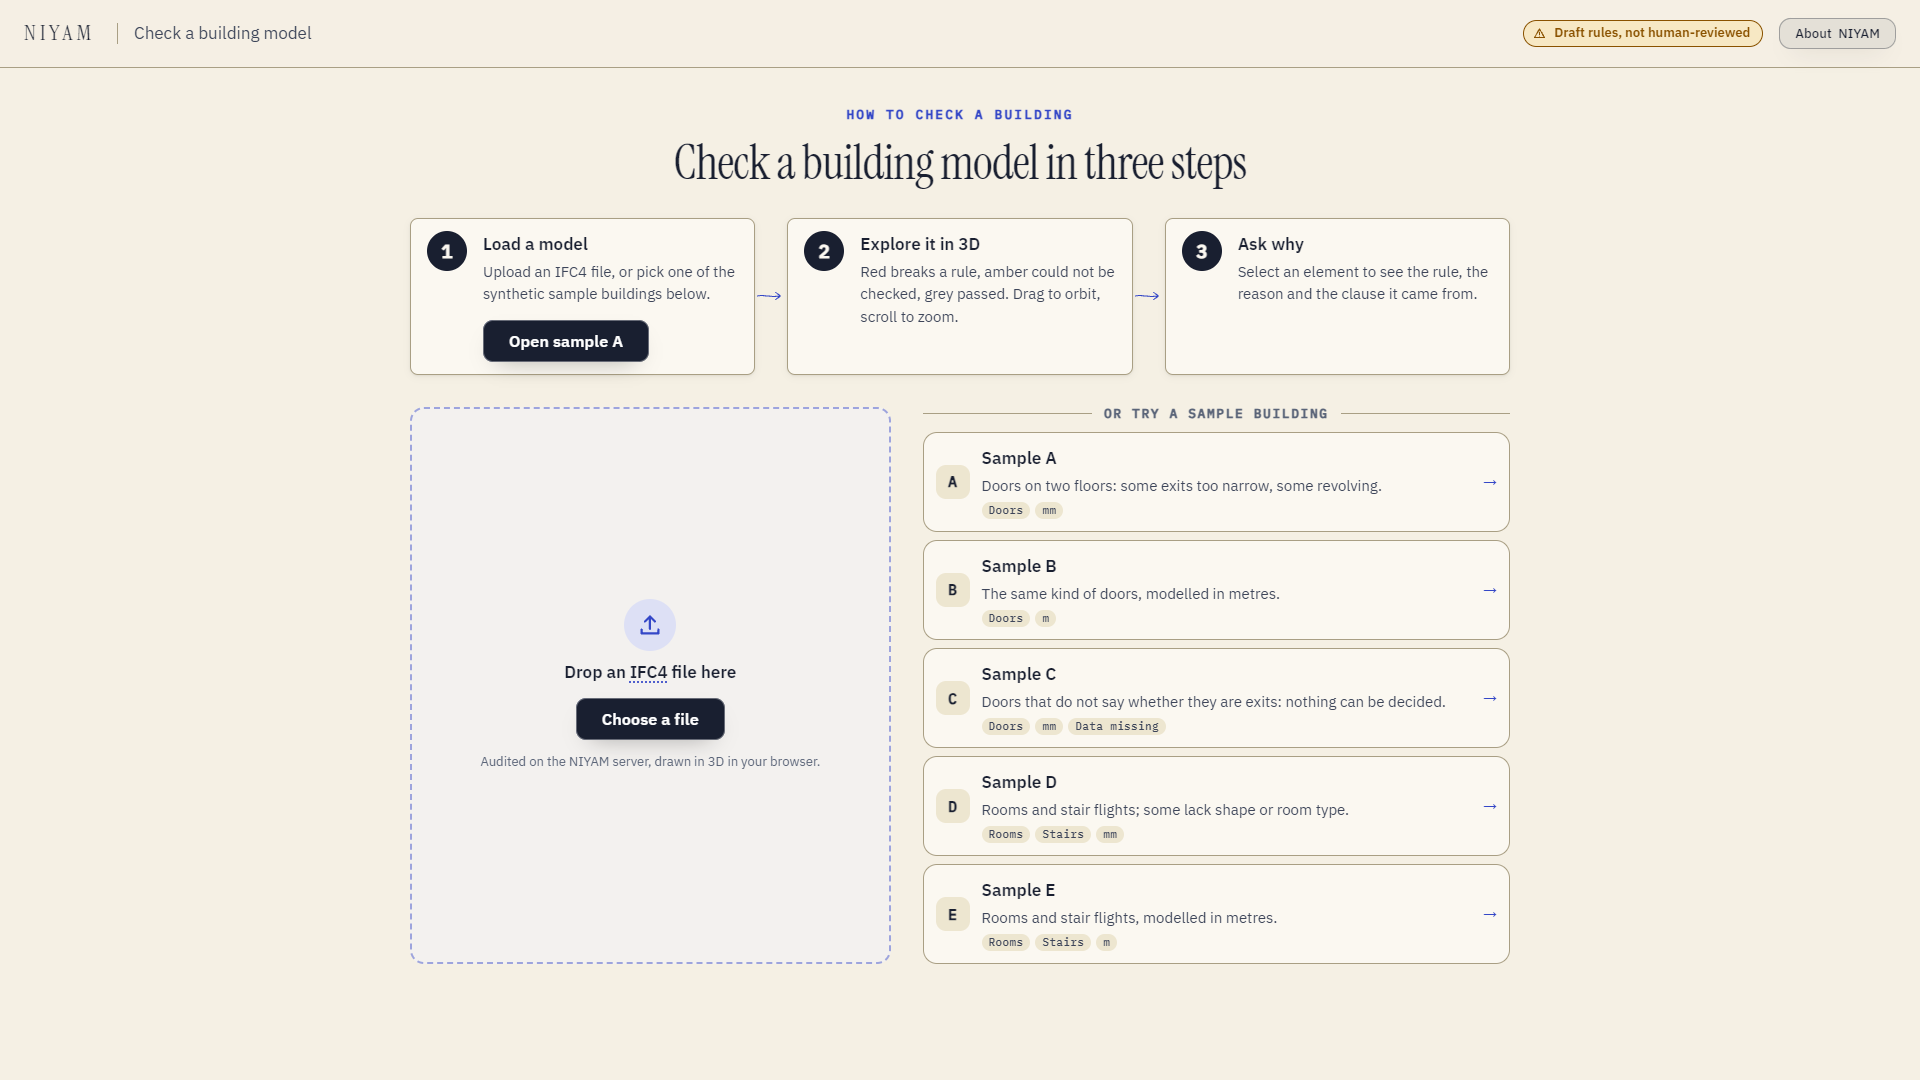 NIYAM
Check a building model
Draft rules, not human-reviewed
About NIYAM
HOW TO CHECK A BUILDING
Check a building model in three steps
1
Load a model
Upload an IFC4 file, or pick one of the
synthetic sample buildings below.
Open sample A
→
2
Explore it in 3D
Red breaks a rule, amber could not be
checked, grey passed. Drag to orbit,
scroll to zoom.
→
3
Ask why
Select an element to see the rule, the
reason and the clause it came from.
Drop an IFC4 file here
Choose a file
Audited on the NIYAM server, drawn in 3D in your browser.
OR TRY A SAMPLE BUILDING
A
Sample A
Doors on two floors: some exits too narrow, some revolving.
Doors mm
→
B
Sample B
The same kind of doors, modelled in metres.
Doors m
→
C
Sample C
Doors that do not say whether they are exits: nothing can be decided.
Doors mm Data missing
→
D
Sample D
Rooms and stair flights; some lack shape or room type.
Rooms Stairs mm
→
E
Sample E
Rooms and stair flights, modelled in metres.
Rooms Stairs m
→